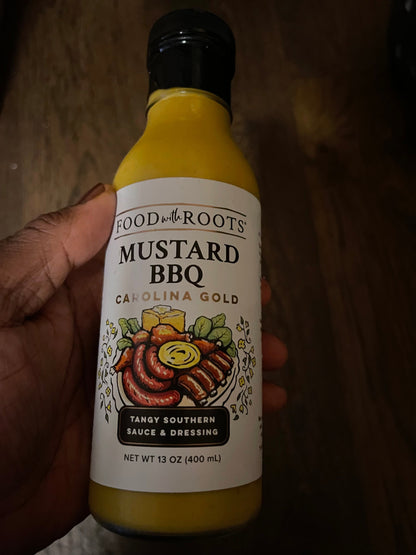 FOOD with ROOTS®
MUSTARD
BBQ
CAROLINA GOLD
TANGY SOUTHERN
SAUCE & DRESSING
NET WT 13 OZ (400 mL)